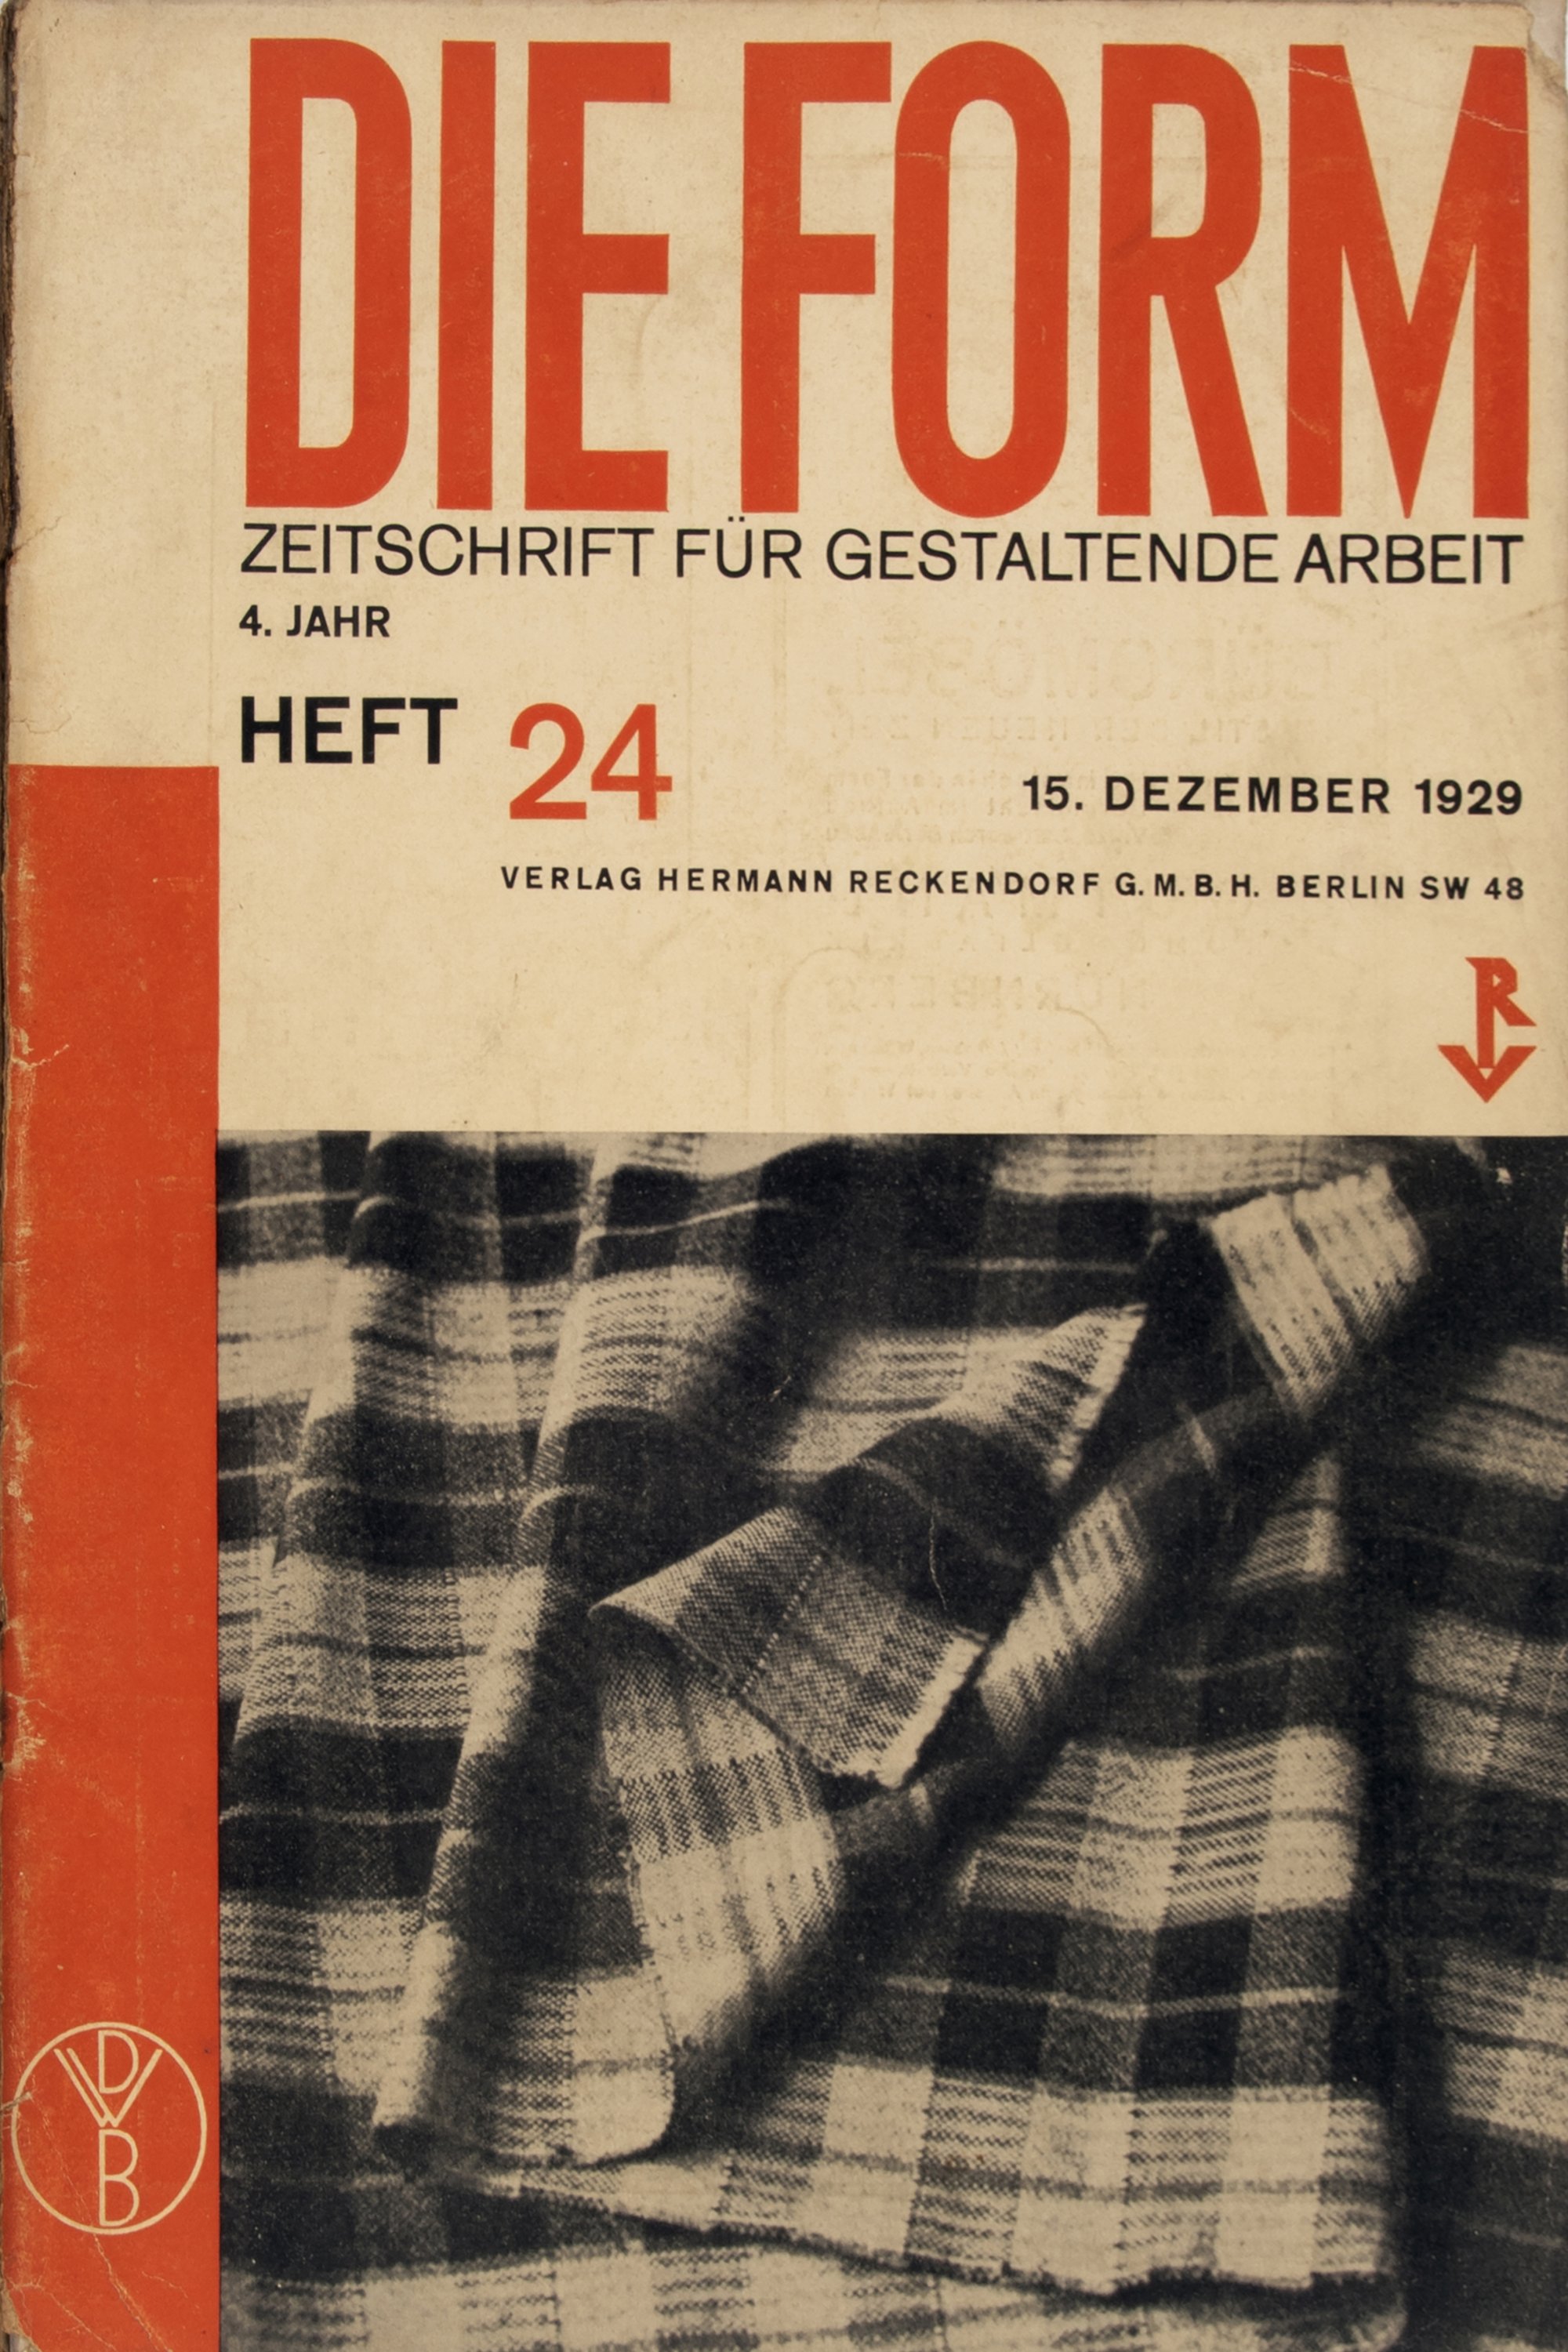 DIE FORM
ZEITSCHRIFT FÜR GESTALTENDE ARBEIT
4. JAHR
HEFT 24
15. DEZEMBER 1929
VERLAG HERMANN RECKENDORF G. M. B. H. BERLIN SW 48
R
DWB